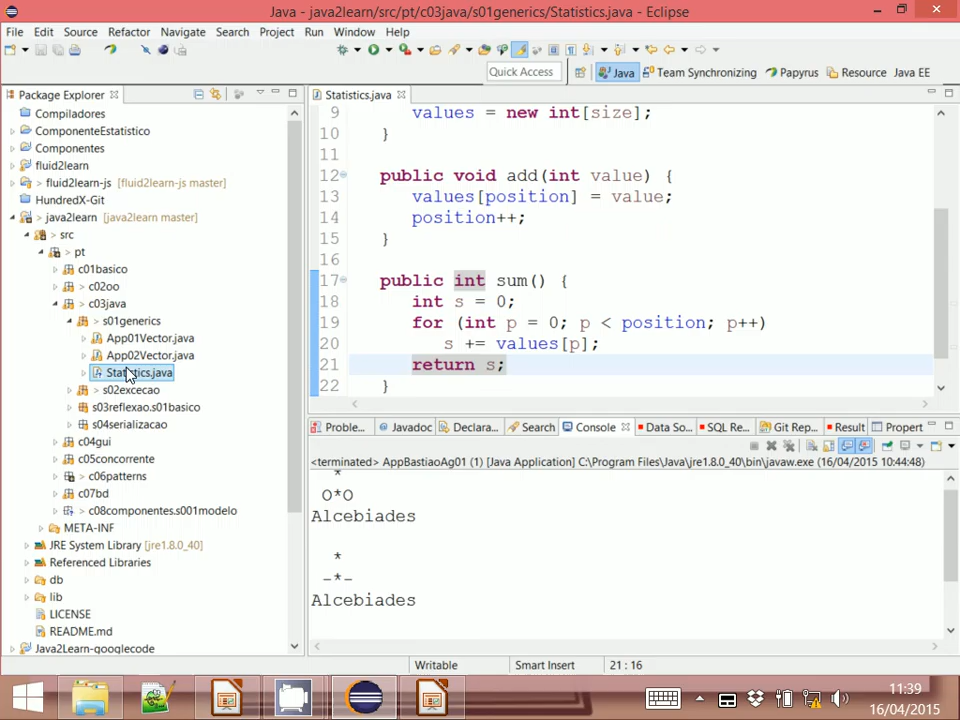 Java - java2learn/src/pt/c03java/s01generics/Statistics.java - Eclipse
File Edit Source Refactor Navigate Search Project Run Window Help
Quick Access
Java Team Synchronizing Papyrus Resource Java EE
Package Explorer
Compiladores
ComponenteEstatistico
Componentes
fluid2learn
> fluid2learn-js [fluid2learn-js master]
HundredX-Git
> java2learn [java2learn master]
> src
> pt
c01basico
> c02oo
> c03java
> s01generics
App01Vector.java
App02Vector.java
Statistics.java
> s02excecao
s03reflexao.s01basico
s04serializacao
c04gui
c05concorrente
> c06patterns
c07bd
> c08componentes.s001modelo
META-INF
JRE System Library [jre1.8.0_40]
Referenced Libraries
db
lib
LICENSE
README.md
Java2Learn-googlecode
Statistics.java
9 values = new int[size];
10 }
11
12 public void add(int value) {
13 values[position] = value;
14 position++;
15 }
16
17 public int sum() {
18 int s = 0;
19 for (int p = 0; p < position; p++)
20 s += values[p];
21 return s;
22 }
Proble... Javadoc Declara... Search Console Data So... SQL Re... Git Rep... Result Propert
<terminated> AppBastiaoAg01 (1) [Java Application] C:\Program Files\Java\jre1.8.0_40\bin\javaw.exe (16/04/2015 10:44:48)
*
O*O
Alcebiades
*
-*-
Alcebiades
Writable Smart Insert 21 : 16
11:39
16/04/2015